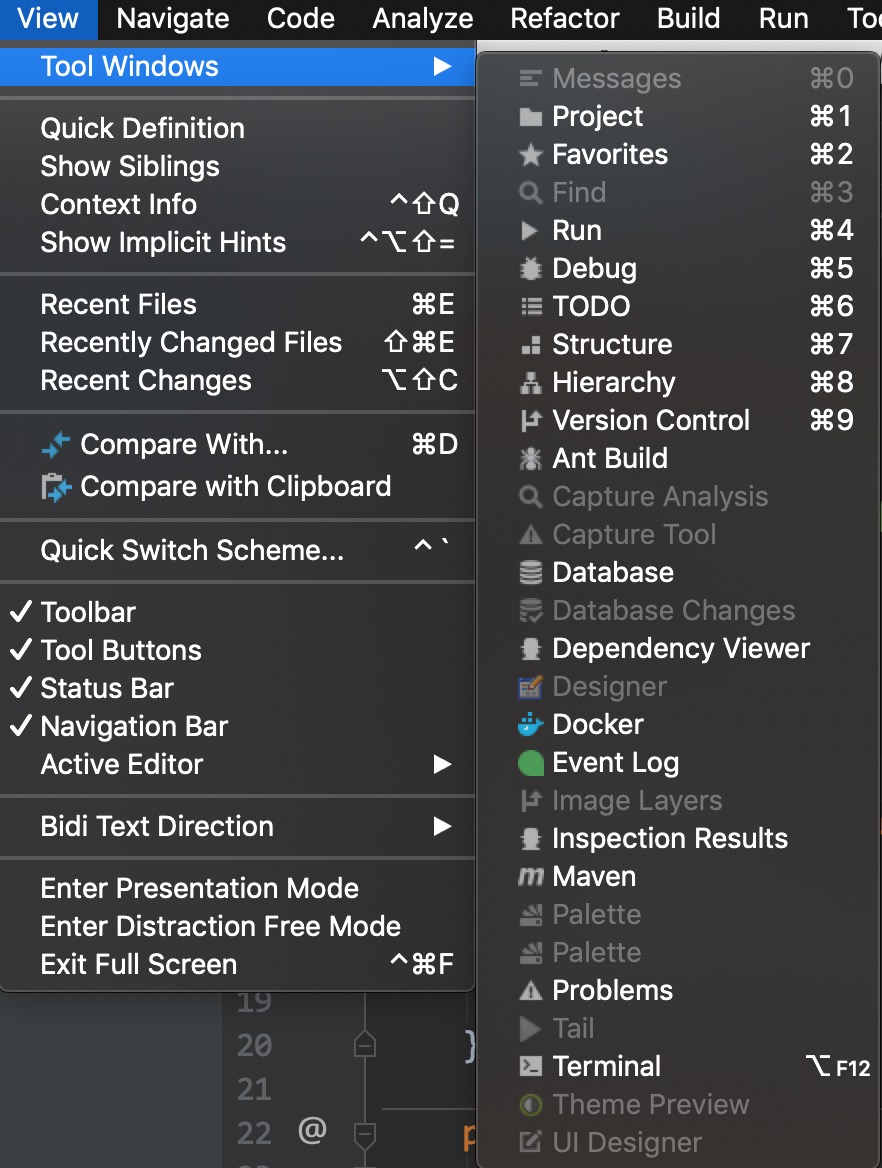 View Navigate Code Analyze Refactor Build Run
Tool Windows
Quick Definition
Show Siblings
Context Info ^⇧Q
Show Implicit Hints ^⌥⇧=
Recent Files ⌘E
Recently Changed Files ⇧⌘E
Recent Changes ⌥⇧C
Compare With... ⌘D
Compare with Clipboard
Quick Switch Scheme... ^`
Toolbar
Tool Buttons
Status Bar
Navigation Bar
Active Editor
Bidi Text Direction
Enter Presentation Mode
Enter Distraction Free Mode
Exit Full Screen ^⌘F
Messages ⌘0
Project ⌘1
Favorites ⌘2
Find ⌘3
Run ⌘4
Debug ⌘5
TODO ⌘6
Structure ⌘7
Hierarchy ⌘8
Version Control ⌘9
Ant Build
Capture Analysis
Capture Tool
Database
Database Changes
Dependency Viewer
Designer
Docker
Event Log
Image Layers
Inspection Results
Maven
Palette
Palette
Problems
Tail
Terminal ⌥F12
Theme Preview
UI Designer
19
20 }
21
22 @ p